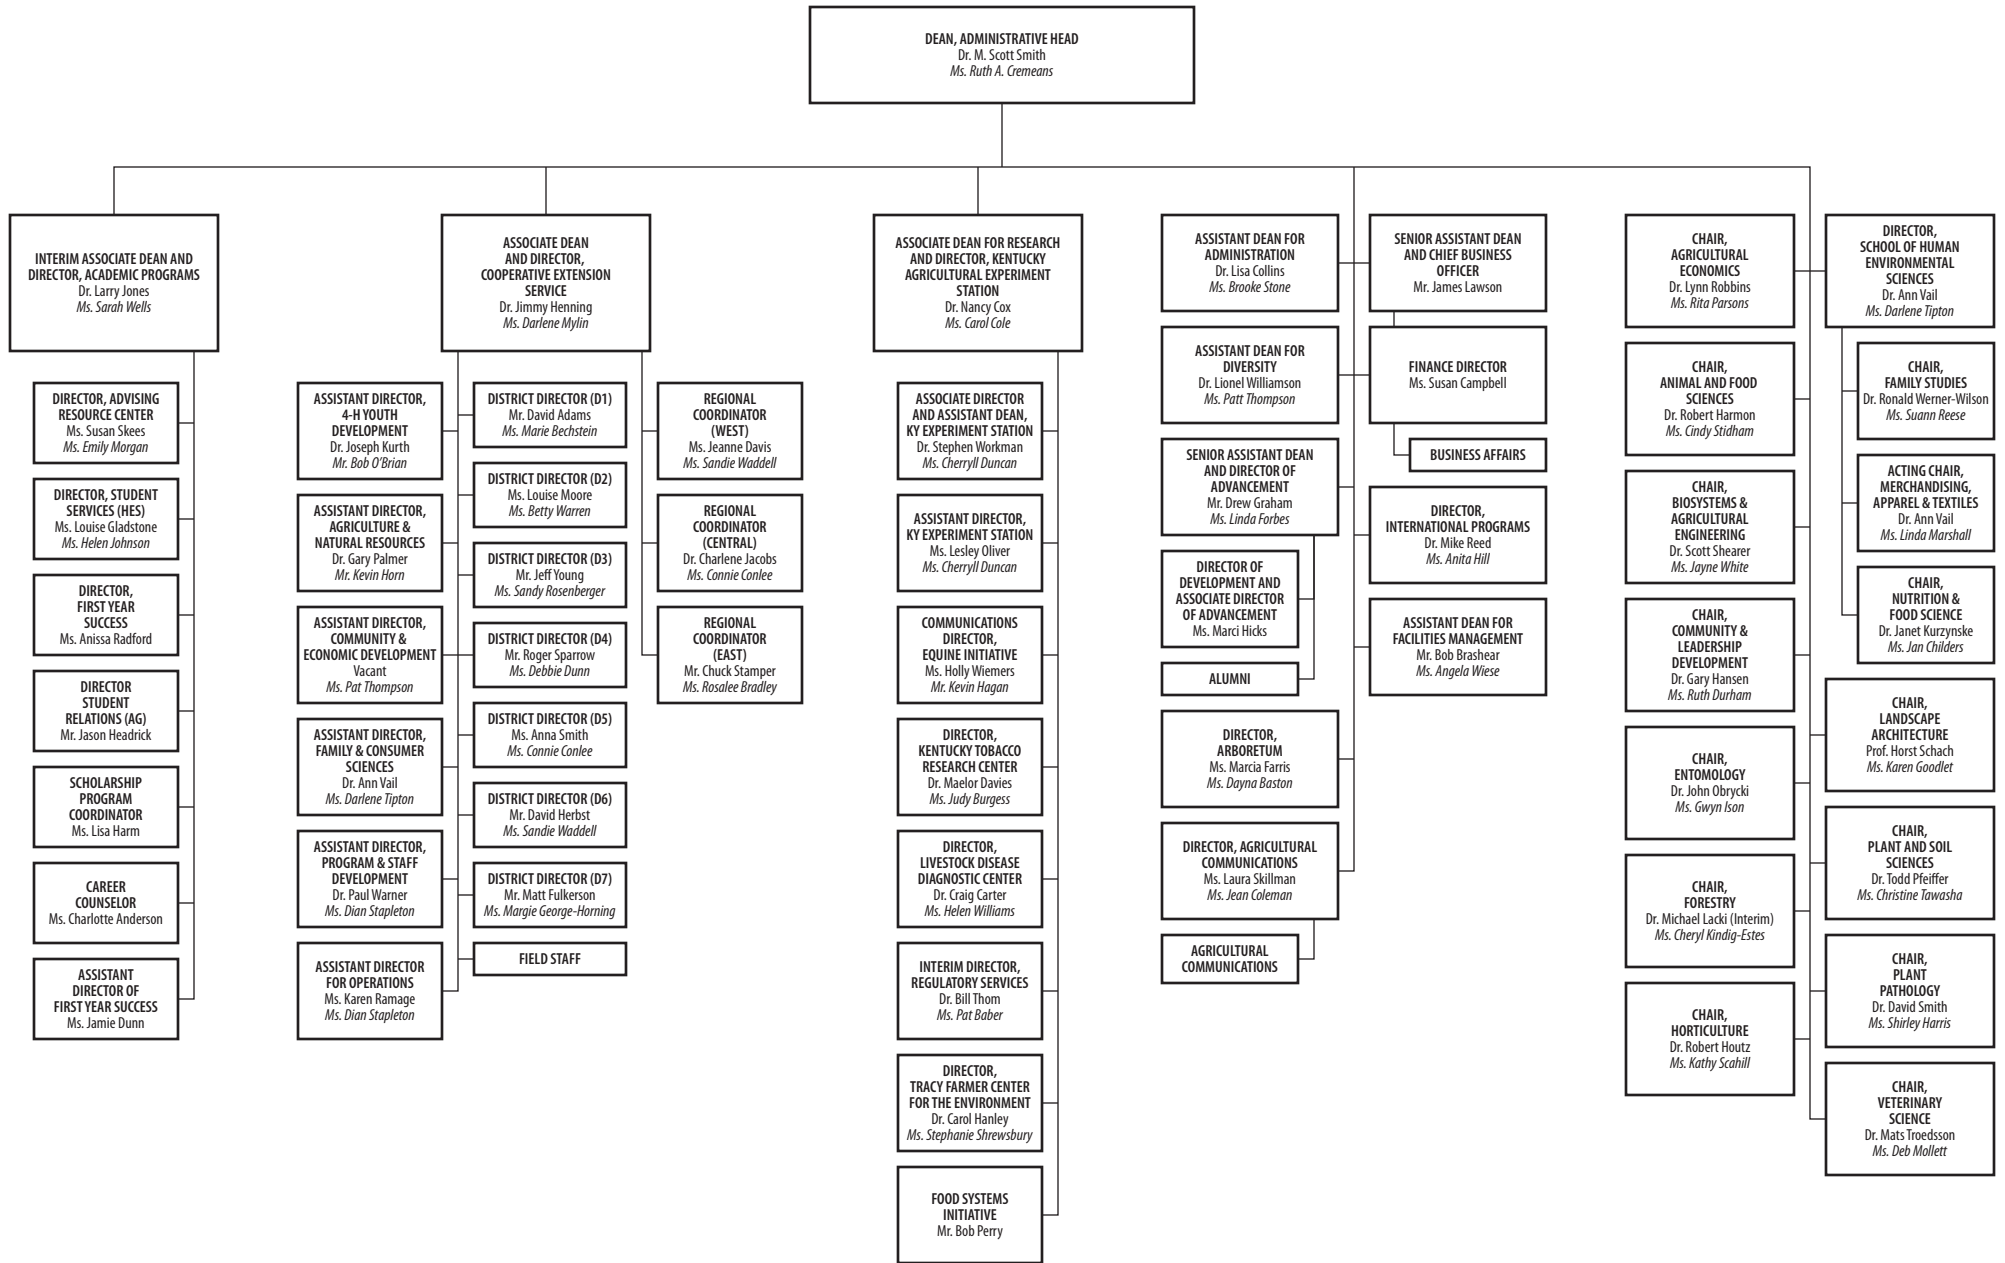 DEAN, ADMINISTRATIVE HEAD
Dr. M. Scott Smith
Ms. Ruth A. Cremeans
INTERIM ASSOCIATE DEAN AND
DIRECTOR, ACADEMIC PROGRAMS
Dr. Larry Jones
Ms. Sarah Wells
DIRECTOR, ADVISING
RESOURCE CENTER
Ms. Susan Skees
Ms. Emily Morgan
DIRECTOR, STUDENT
SERVICES (HES)
Ms. Louise Gladstone
Ms. Helen Johnson
DIRECTOR,
FIRST YEAR
SUCCESS
Ms. Anissa Radford
DIRECTOR
STUDENT
RELATIONS (AG)
Mr. Jason Headrick
SCHOLARSHIP
PROGRAM
COORDINATOR
Ms. Lisa Harm
CAREER
COUNSELOR
Ms. Charlotte Anderson
ASSISTANT
DIRECTOR OF
FIRST YEAR SUCCESS
Ms. Jamie Dunn
ASSOCIATE DEAN
AND DIRECTOR,
COOPERATIVE EXTENSION
SERVICE
Dr. Jimmy Henning
Ms. Darlene Mylin
ASSISTANT DIRECTOR,
4-H YOUTH
DEVELOPMENT
Dr. Joseph Kurth
Mr. Bob O'Brian
ASSISTANT DIRECTOR,
AGRICULTURE &
NATURAL RESOURCES
Dr. Gary Palmer
Mr. Kevin Horn
ASSISTANT DIRECTOR,
COMMUNITY &
ECONOMIC DEVELOPMENT
Vacant
Ms. Pat Thompson
ASSISTANT DIRECTOR,
FAMILY & CONSUMER
SCIENCES
Dr. Ann Vail
Ms. Darlene Tipton
ASSISTANT DIRECTOR,
PROGRAM & STAFF
DEVELOPMENT
Dr. Paul Warner
Ms. Dian Stapleton
ASSISTANT DIRECTOR
FOR OPERATIONS
Ms. Karen Ramage
Ms. Dian Stapleton
DISTRICT DIRECTOR (D1)
Mr. David Adams
Ms. Marie Bechstein
DISTRICT DIRECTOR (D2)
Ms. Louise Moore
Ms. Betty Warren
DISTRICT DIRECTOR (D3)
Mr. Jeff Young
Ms. Sandy Rosenberger
DISTRICT DIRECTOR (D4)
Mr. Roger Sparrow
Ms. Debbie Dunn
DISTRICT DIRECTOR (D5)
Ms. Anna Smith
Ms. Connie Conlee
DISTRICT DIRECTOR (D6)
Mr. David Herbst
Ms. Sandie Waddell
DISTRICT DIRECTOR (D7)
Mr. Matt Fulkerson
Ms. Margie George-Horning
FIELD STAFF
REGIONAL
COORDINATOR
(WEST)
Ms. Jeanne Davis
Ms. Sandie Waddell
REGIONAL
COORDINATOR
(CENTRAL)
Dr. Charlene Jacobs
Ms. Connie Conlee
REGIONAL
COORDINATOR
(EAST)
Mr. Chuck Stamper
Ms. Rosalee Bradley
ASSOCIATE DEAN FOR RESEARCH
AND DIRECTOR, KENTUCKY
AGRICULTURAL EXPERIMENT
STATION
Dr. Nancy Cox
Ms. Carol Cole
ASSOCIATE DIRECTOR
AND ASSISTANT DEAN,
KY EXPERIMENT STATION
Dr. Stephen Workman
Ms. Cherryll Duncan
ASSISTANT DIRECTOR,
KY EXPERIMENT STATION
Ms. Lesley Oliver
Ms. Cherryll Duncan
COMMUNICATIONS
DIRECTOR,
EQUINE INITIATIVE
Ms. Holly Wiemers
Mr. Kevin Hagan
DIRECTOR,
KENTUCKY TOBACCO
RESEARCH CENTER
Dr. Maelor Davies
Ms. Judy Burgess
DIRECTOR,
LIVESTOCK DISEASE
DIAGNOSTIC CENTER
Dr. Craig Carter
Ms. Helen Williams
INTERIM DIRECTOR,
REGULATORY SERVICES
Dr. Bill Thom
Ms. Pat Baber
DIRECTOR,
TRACY FARMER CENTER
FOR THE ENVIRONMENT
Dr. Carol Hanley
Ms. Stephanie Shrewsbury
FOOD SYSTEMS
INITIATIVE
Mr. Bob Perry
ASSISTANT DEAN FOR
ADMINISTRATION
Dr. Lisa Collins
Ms. Brooke Stone
ASSISTANT DEAN FOR
DIVERSITY
Dr. Lionel Williamson
Ms. Patt Thompson
SENIOR ASSISTANT DEAN
AND DIRECTOR OF
ADVANCEMENT
Mr. Drew Graham
Ms. Linda Forbes
DIRECTOR OF
DEVELOPMENT AND
ASSOCIATE DIRECTOR
OF ADVANCEMENT
Ms. Marci Hicks
ALUMNI
DIRECTOR,
ARBORETUM
Ms. Marcia Farris
Ms. Dayna Baston
DIRECTOR, AGRICULTURAL
COMMUNICATIONS
Ms. Laura Skillman
Ms. Jean Coleman
AGRICULTURAL
COMMUNICATIONS
SENIOR ASSISTANT DEAN
AND CHIEF BUSINESS
OFFICER
Mr. James Lawson
FINANCE DIRECTOR
Ms. Susan Campbell
BUSINESS AFFAIRS
DIRECTOR,
INTERNATIONAL PROGRAMS
Dr. Mike Reed
Ms. Anita Hill
ASSISTANT DEAN FOR
FACILITIES MANAGEMENT
Mr. Bob Brashear
Ms. Angela Wiese
CHAIR,
AGRICULTURAL
ECONOMICS
Dr. Lynn Robbins
Ms. Rita Parsons
CHAIR,
ANIMAL AND FOOD
SCIENCES
Dr. Robert Harmon
Ms. Cindy Stidham
CHAIR,
BIOSYSTEMS &
AGRICULTURAL
ENGINEERING
Dr. Scott Shearer
Ms. Jayne White
CHAIR,
COMMUNITY &
LEADERSHIP
DEVELOPMENT
Dr. Gary Hansen
Ms. Ruth Durham
CHAIR,
ENTOMOLOGY
Dr. John Obrycki
Ms. Gwyn Ison
CHAIR,
FORESTRY
Dr. Michael Lacki (Interim)
Ms. Cheryl Kindig-Estes
CHAIR,
HORTICULTURE
Dr. Robert Houtz
Ms. Kathy Scahill
DIRECTOR,
SCHOOL OF HUMAN
ENVIRONMENTAL
SCIENCES
Dr. Ann Vail
Ms. Darlene Tipton
CHAIR,
FAMILY STUDIES
Dr. Ronald Werner-Wilson
Ms. Suann Reese
ACTING CHAIR,
MERCHANDISING,
APPAREL & TEXTILES
Dr. Ann Vail
Ms. Linda Marshall
CHAIR,
NUTRITION &
FOOD SCIENCE
Dr. Janet Kurzynske
Ms. Jan Childers
CHAIR,
LANDSCAPE
ARCHITECTURE
Prof. Horst Schach
Ms. Karen Goodlet
CHAIR,
PLANT AND SOIL
SCIENCES
Dr. Todd Pfeiffer
Ms. Christine Tawasha
CHAIR,
PLANT
PATHOLOGY
Dr. David Smith
Ms. Shirley Harris
CHAIR,
VETERINARY
SCIENCE
Dr. Mats Troedsson
Ms. Deb Mollett